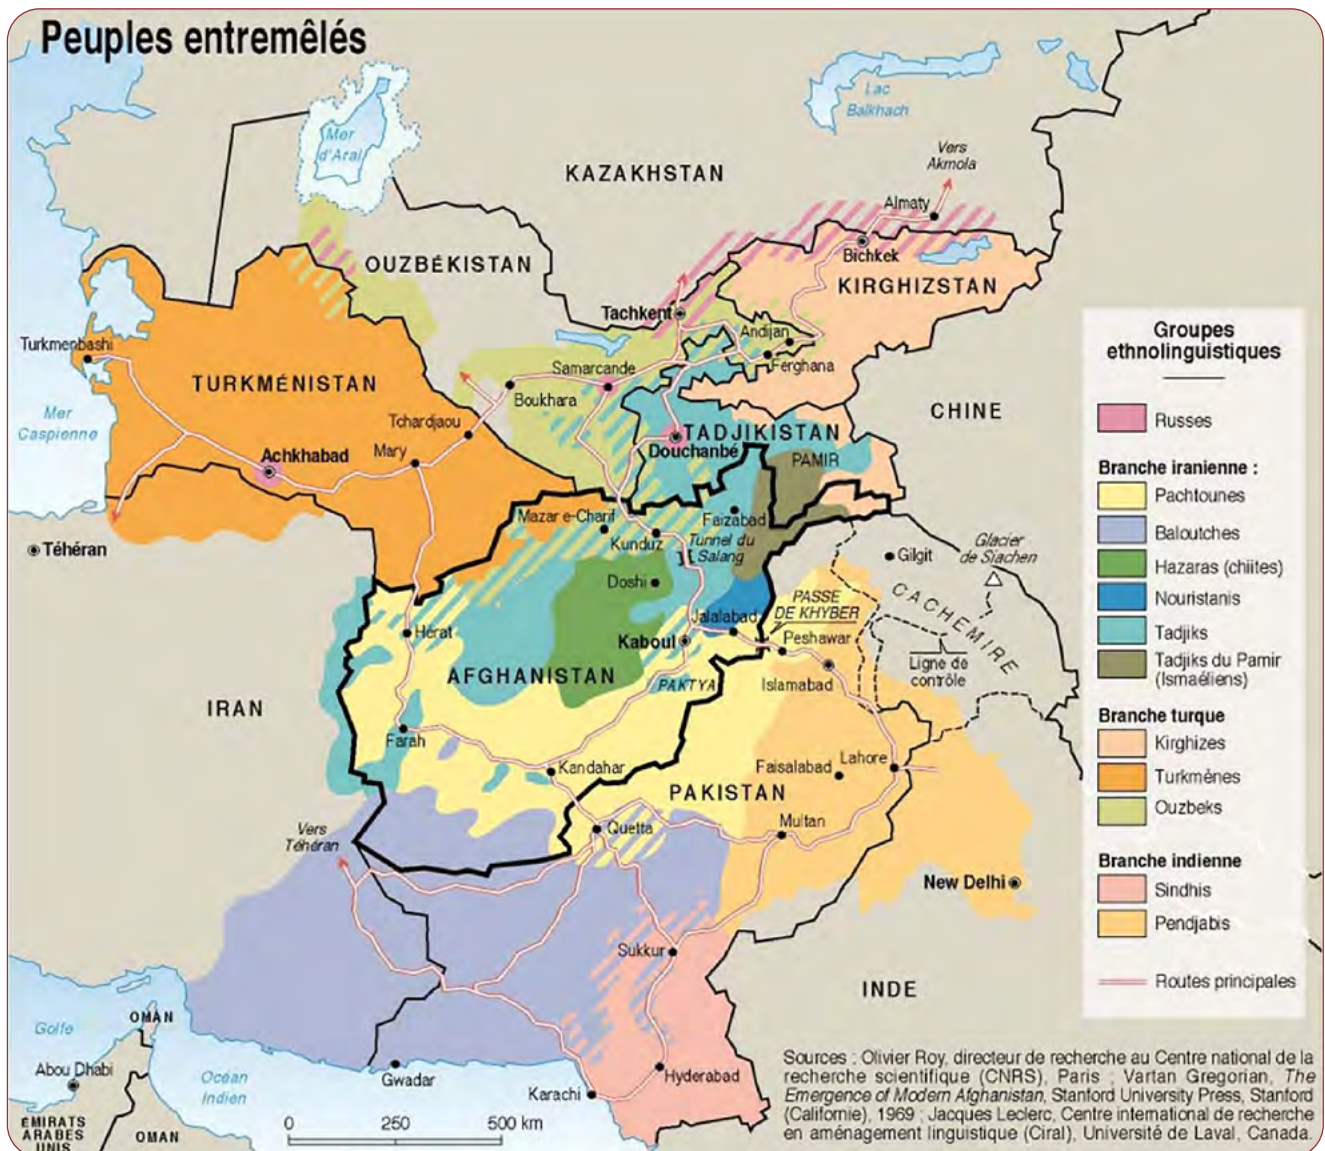 Peuples entremêlés
Lac
Balkhach
Mer
d'Aral
Vers
Akmola
KAZAKHSTAN
Almaty
Bichkek
OUZBÉKISTAN
KIRGHIZSTAN
Tachkent
Andijan
Ferghana
Turkmenbashi
Samarcande
TURKMÉNISTAN
Boukhara
CHINE
Mer
Caspienne
Tchardjaou
TADJIKISTAN
Douchanbé
Mary
Achkhabad
PAMIR
Mazar e-Charif
Faizabad
Kunduz
Tunnel du
Salang
Téhéran
Gilgit
Glacier
de Siachen
Doshi
PASSE
DE KHYBER
CACHEMIRE
Jalalabad
Hérat
Kaboul
Peshawar
AFGHANISTAN
PAKTYA
Islamabad
Ligne de
contrôle
IRAN
Farah
Kandahar
Faisalabad
Lahore
PAKISTAN
Quetta
Multan
Vers
Téhéran
New Delhi
Sukkur
INDE
OMAN
Golfe
Abou Dhabi
Océan
Indien
Gwadar
Karachi
Hyderabad
ÉMIRATS
ARABES
UNIS
OMAN
0 250 500 km
Groupes
ethnolinguistiques
Russes
Branche iranienne :
Pachtounes
Baloutches
Hazaras (chiites)
Nouristanis
Tadjiks
Tadjiks du Pamir
(Ismaéliens)
Branche turque
Kirghizes
Turkmènes
Ouzbeks
Branche indienne
Sindhis
Pendjabis
Routes principales
Sources : Olivier Roy, directeur de recherche au Centre national de la
recherche scientifique (CNRS), Paris ; Vartan Gregorian, The
Emergence of Modern Afghanistan, Stanford University Press, Stanford
(Californie), 1969 ; Jacques Leclerc, Centre international de recherche
en aménagement linguistique (Ciral), Université de Laval, Canada.